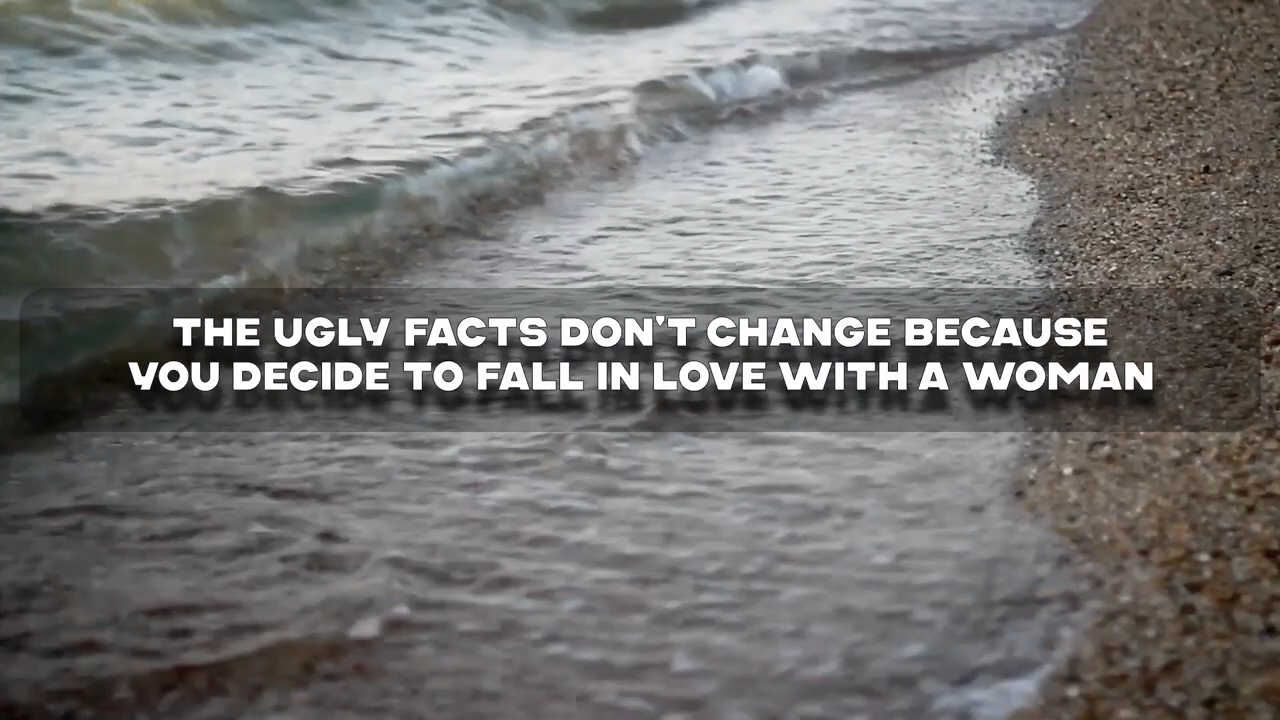 THE UGLY FACTS DON'T CHANGE BECAUSE
YOU DECIDE TO FALL IN LOVE WITH A WOMAN